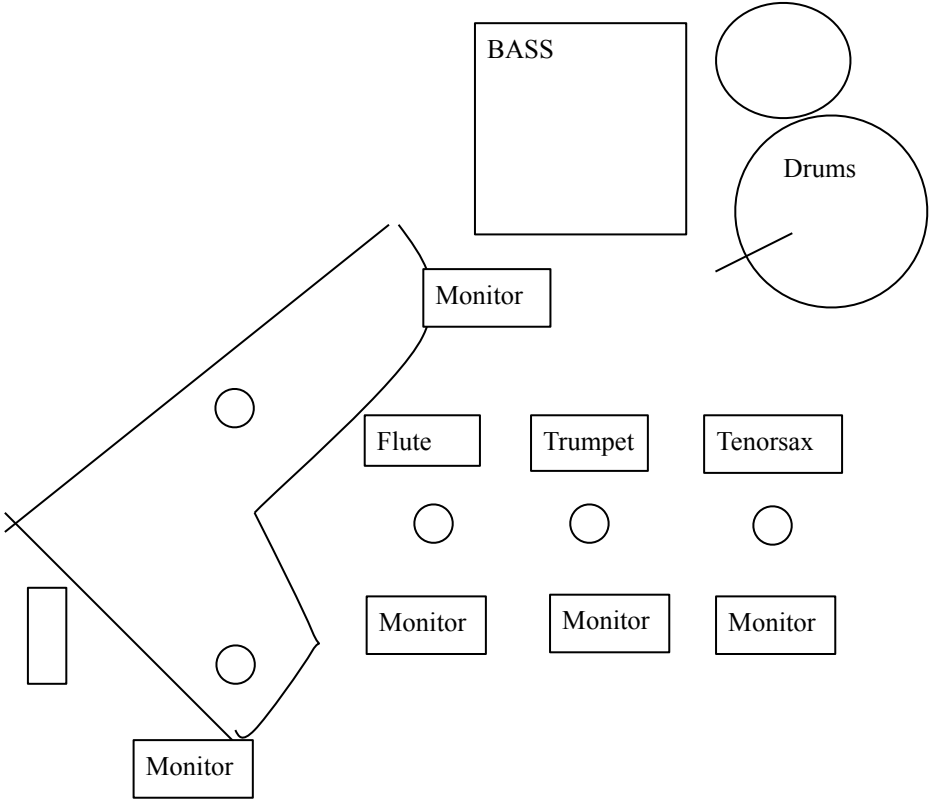 BASS
Drums
Monitor
Flute
Trumpet
Tenorsax
Monitor
Monitor
Monitor
Monitor